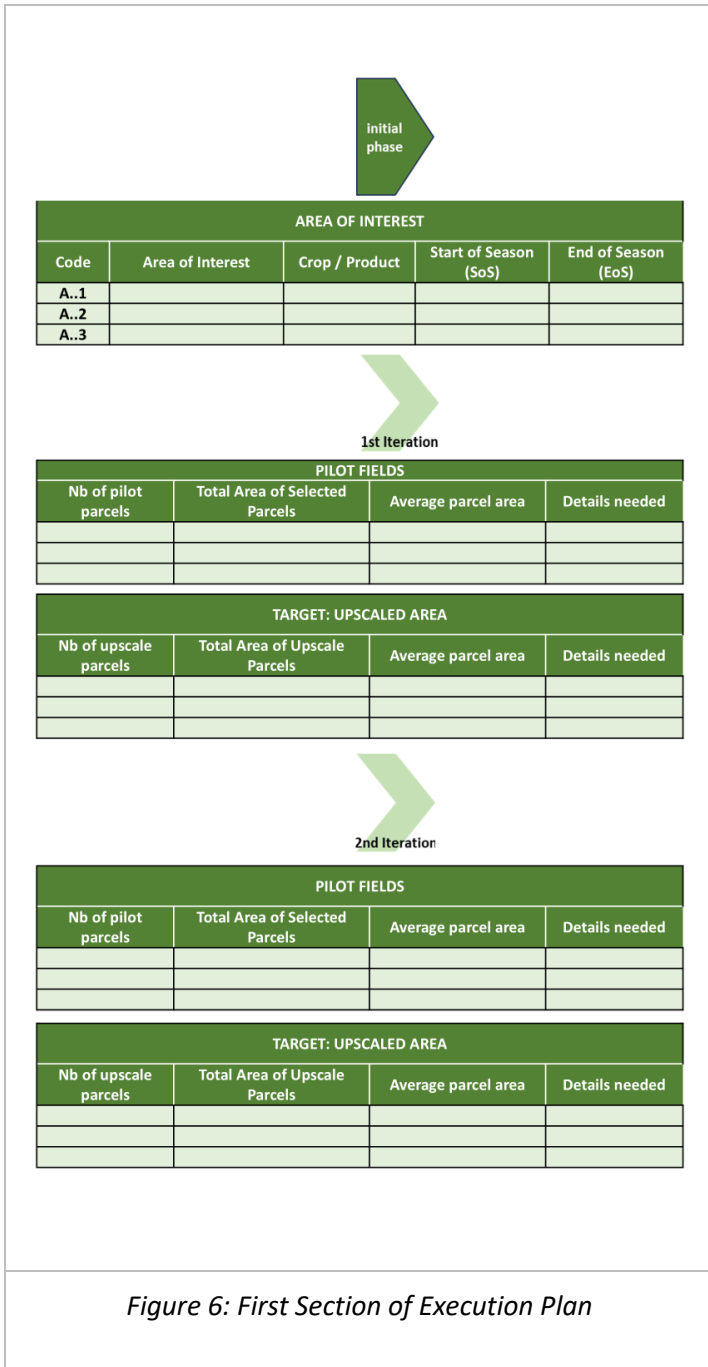 initial
phase
AREA OF INTEREST
Code Area of Interest Crop / Product Start of Season (SoS) End of Season (EoS)
A..1
A..2
A..3
1st Iteration
PILOT FIELDS
Nb of pilot parcels Total Area of Selected Parcels Average parcel area Details needed
TARGET: UPSCALED AREA
Nb of upscale parcels Total Area of Upscale Parcels Average parcel area Details needed
2nd Iteration
PILOT FIELDS
Nb of pilot parcels Total Area of Selected Parcels Average parcel area Details needed
TARGET: UPSCALED AREA
Nb of upscale parcels Total Area of Upscale Parcels Average parcel area Details needed
Figure 6: First Section of Execution Plan